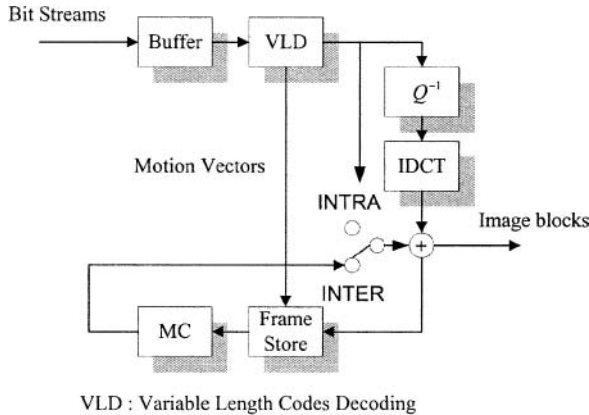 Bit Streams
Buffer
VLD
Q⁻¹
IDCT
Motion Vectors
INTRA
Image blocks
+
INTER
MC
Frame
Store
VLD : Variable Length Codes Decoding